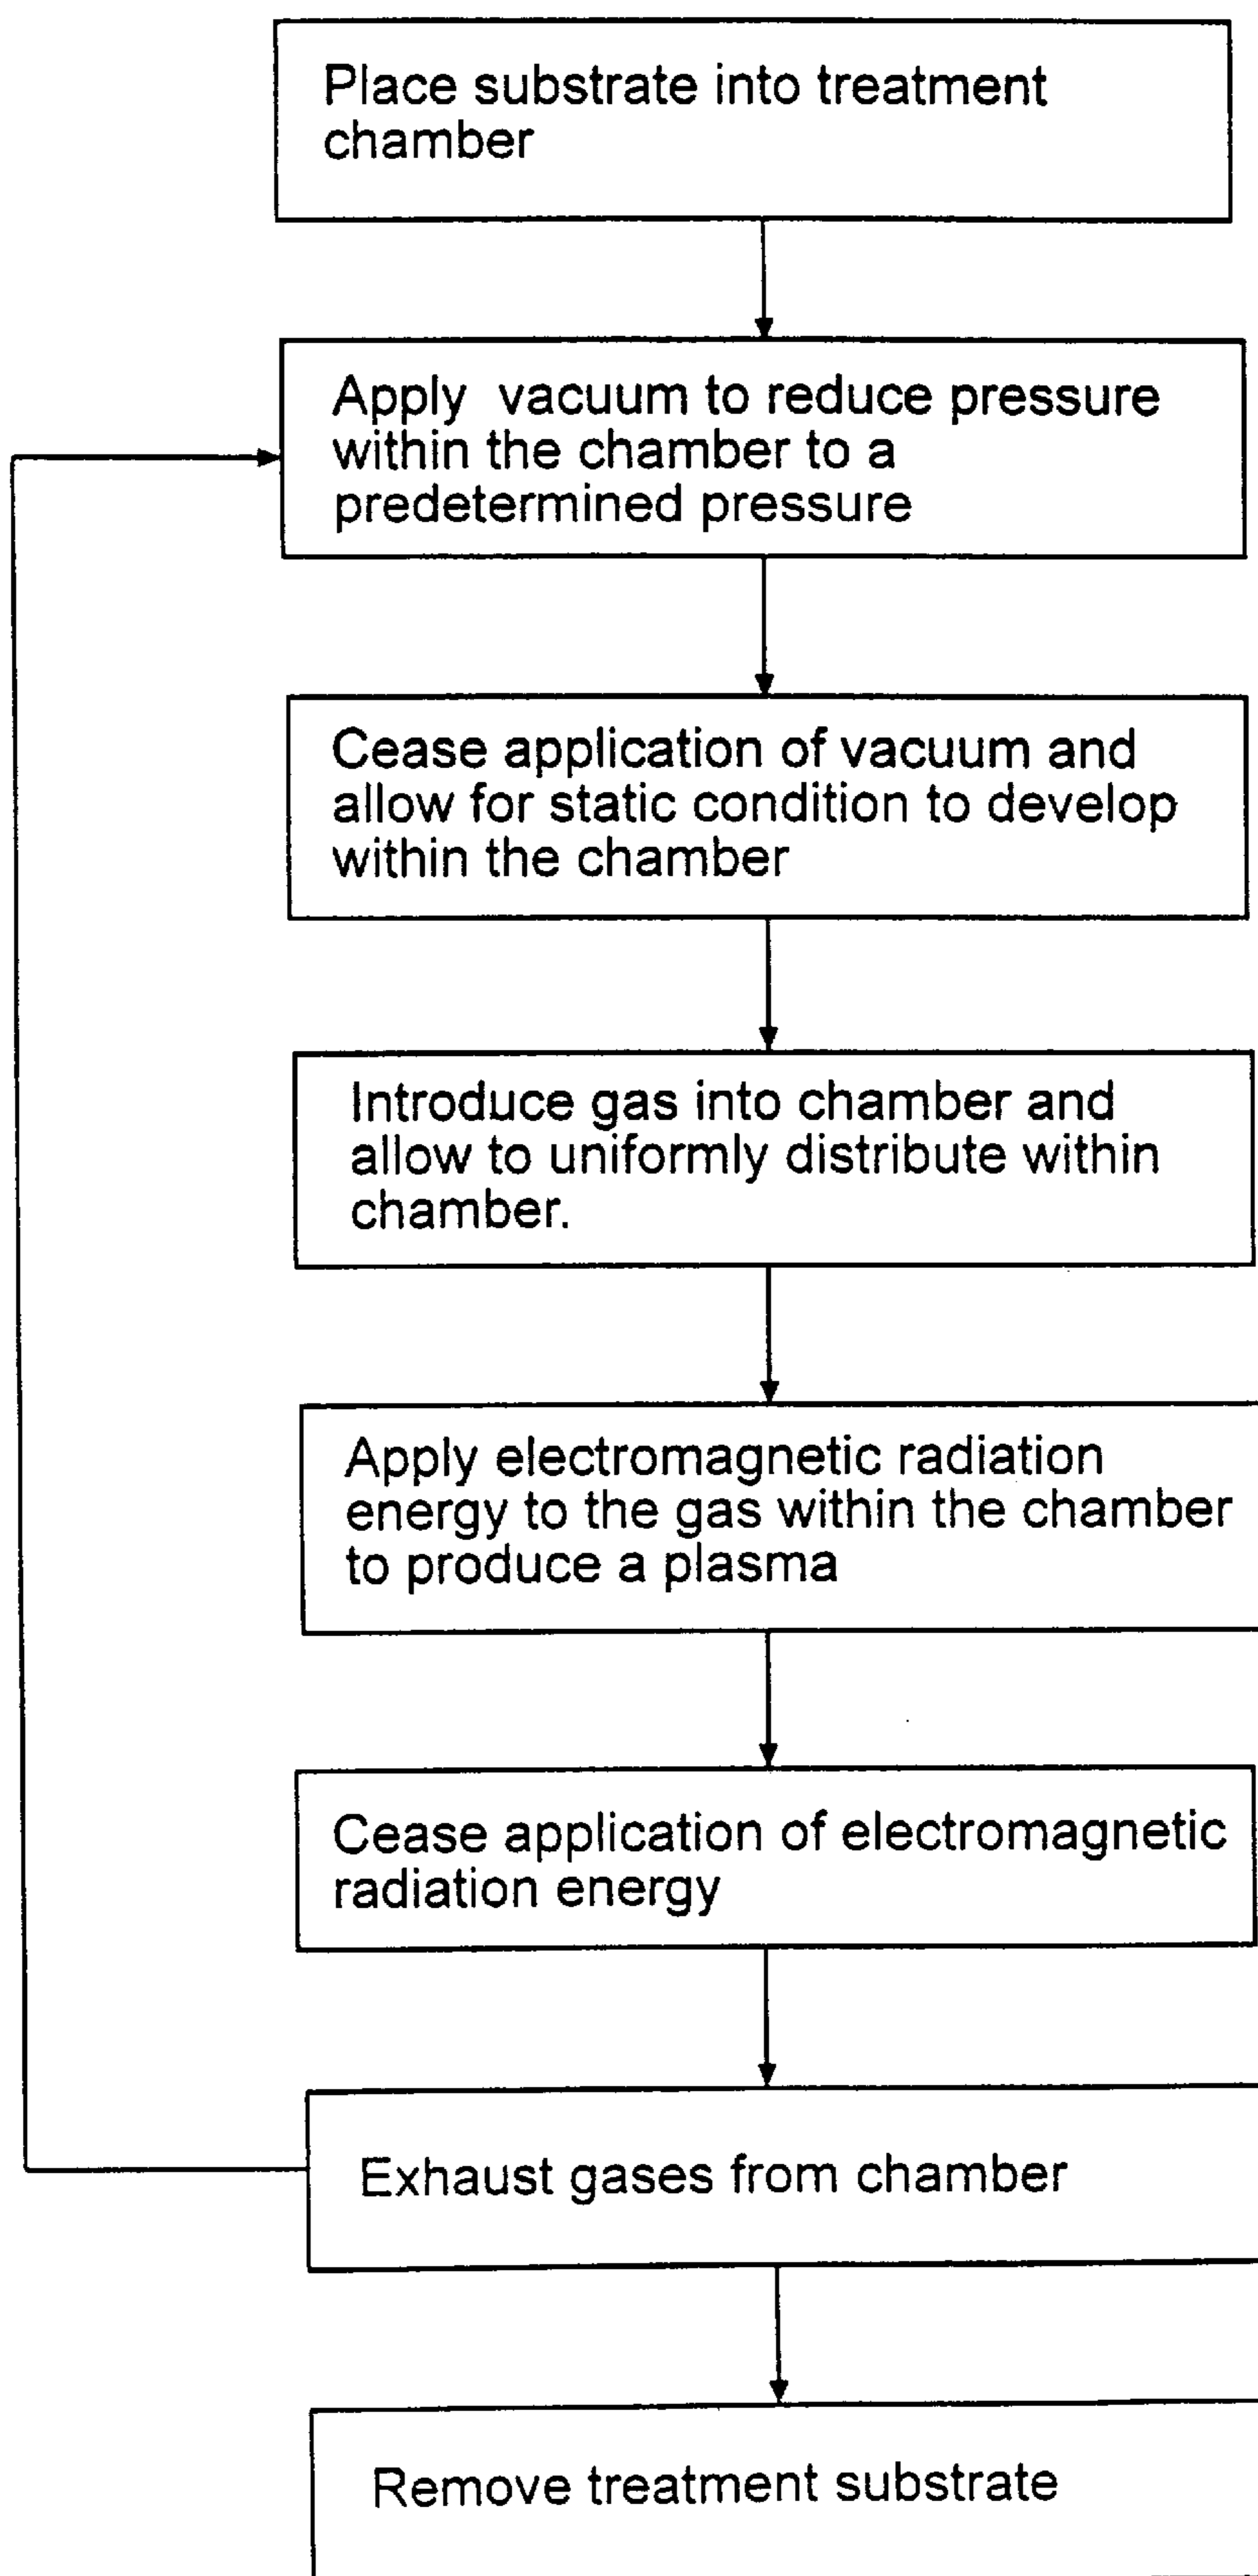 Place substrate into treatment
chamber
Apply vacuum to reduce pressure
within the chamber to a
predetermined pressure
Cease application of vacuum and
allow for static condition to develop
within the chamber
Introduce gas into chamber and
allow to uniformly distribute within
chamber.
Apply electromagnetic radiation
energy to the gas within the chamber
to produce a plasma
Cease application of electromagnetic
radiation energy
Exhaust gases from chamber
Remove treatment substrate